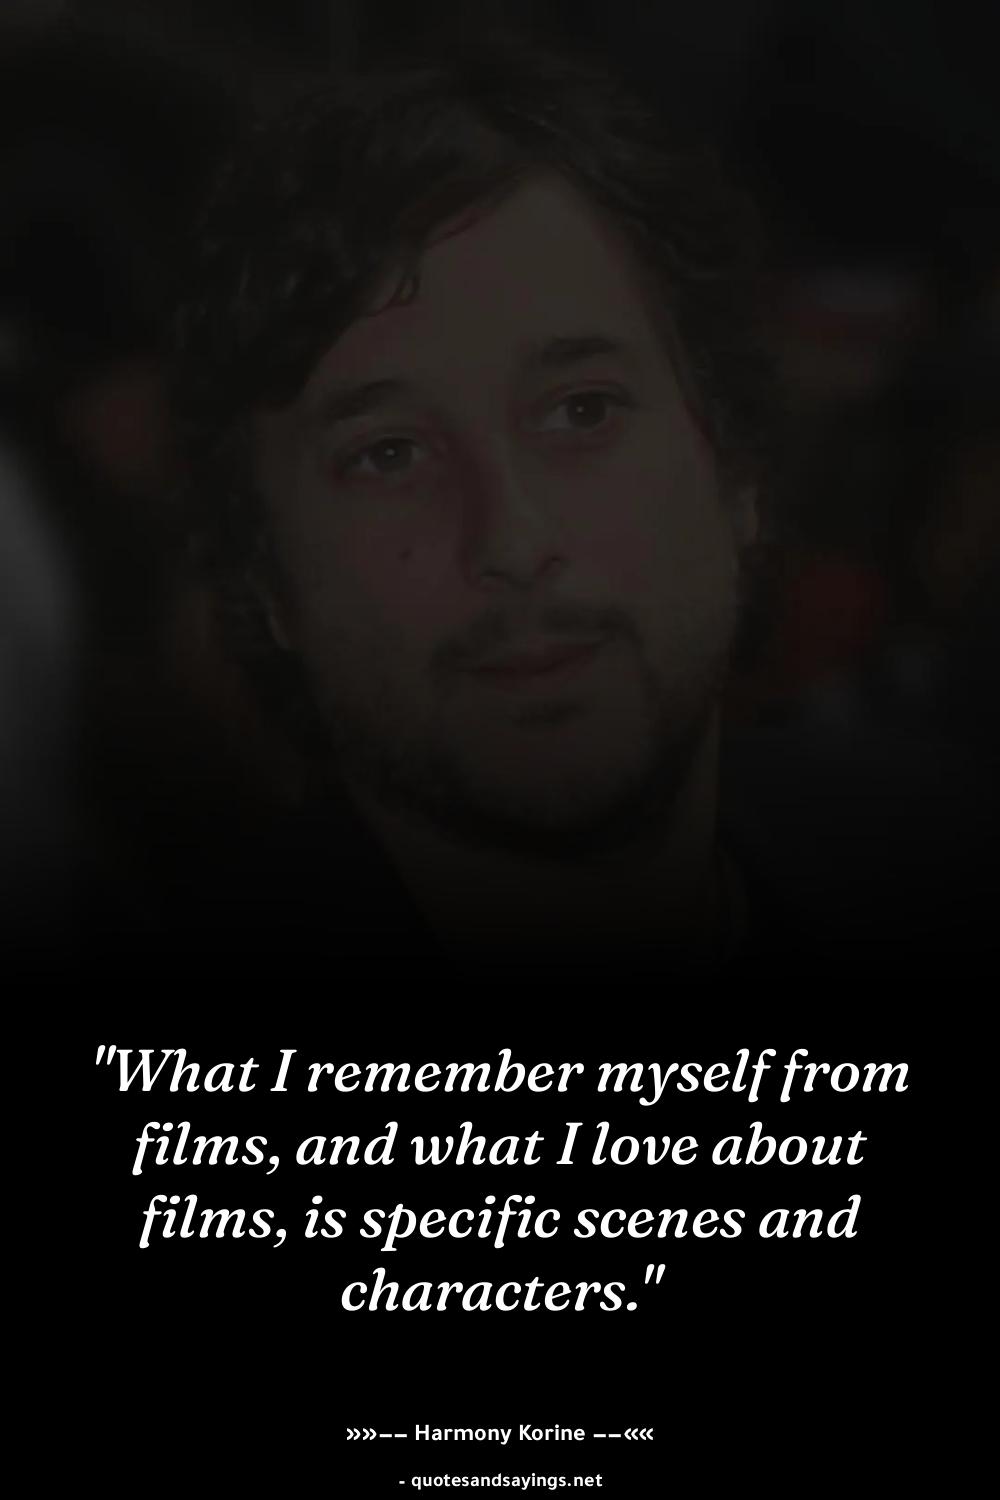 "What I remember myself from
films, and what I love about
films, is specific scenes and
characters."
»»–– Harmony Korine ––««
- quotesandsayings.net